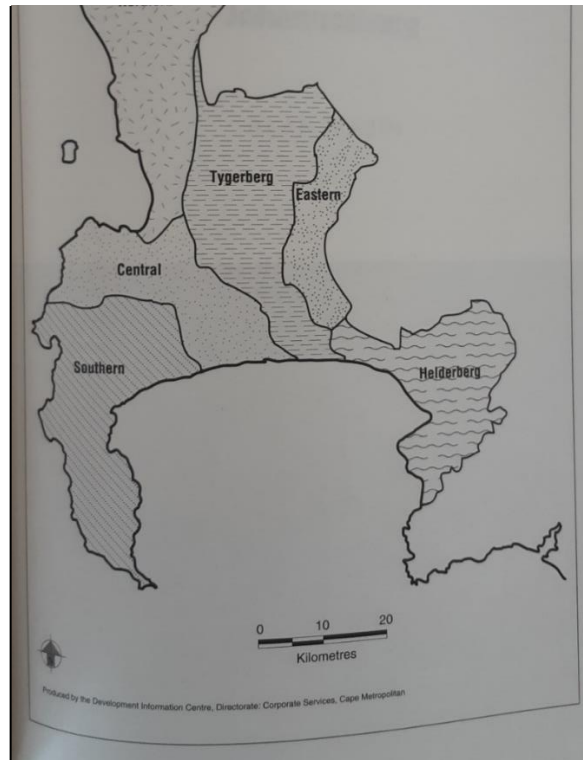 Tygerberg
Eastern
Central
Southern
Helderberg
0 10 20
Kilometres
Produced by the Development Information Centre, Directorate: Corporate Services, Cape Metropolitan